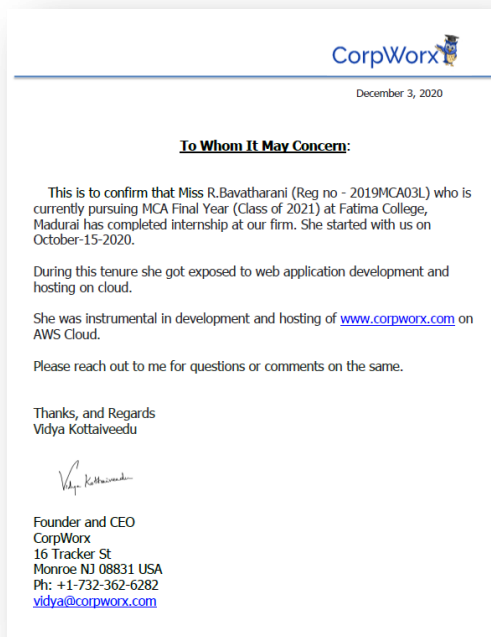 CorpWorx
December 3, 2020
To Whom It May Concern:
This is to confirm that Miss R.Bavatharani (Reg no - 2019MCA03L) who is
currently pursuing MCA Final Year (Class of 2021) at Fatima College,
Madurai has completed internship at our firm. She started with us on
October-15-2020.
During this tenure she got exposed to web application development and
hosting on cloud.
She was instrumental in development and hosting of www.corpworx.com on
AWS Cloud.
Please reach out to me for questions or comments on the same.
Thanks, and Regards
Vidya Kottaiveedu
Vidya Kottaiveedu
Founder and CEO
CorpWorx
16 Tracker St
Monroe NJ 08831 USA
Ph: +1-732-362-6282
vidya@corpworx.com